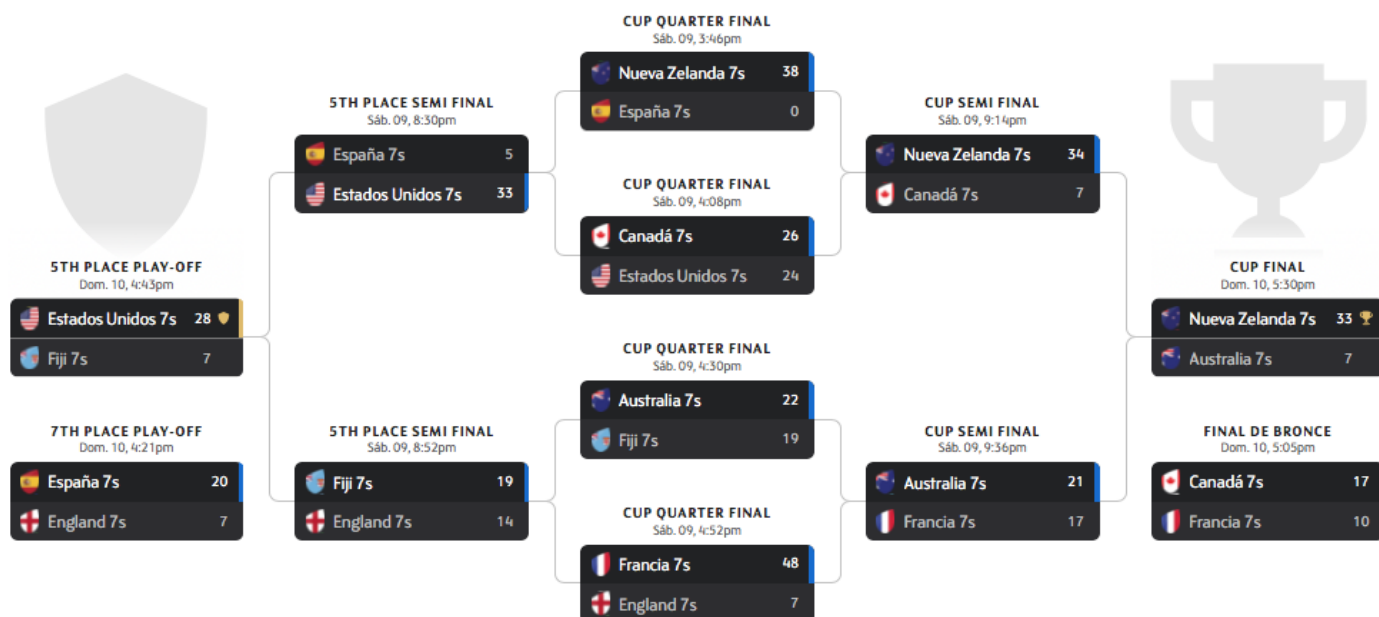 CUP QUARTER FINAL
Sáb. 09, 3:46pm
Nueva Zelanda 7s 38
España 7s 0
5TH PLACE SEMI FINAL
Sáb. 09, 8:30pm
España 7s 5
Estados Unidos 7s 33
CUP SEMI FINAL
Sáb. 09, 9:14pm
Nueva Zelanda 7s 34
Canadá 7s 7
CUP QUARTER FINAL
Sáb. 09, 4:08pm
Canadá 7s 26
Estados Unidos 7s 24
5TH PLACE PLAY-OFF
Dom. 10, 4:43pm
Estados Unidos 7s 28
Fiji 7s 7
CUP FINAL
Dom. 10, 5:30pm
Nueva Zelanda 7s 33
Australia 7s 7
CUP QUARTER FINAL
Sáb. 09, 4:30pm
Australia 7s 22
Fiji 7s 19
7TH PLACE PLAY-OFF
Dom. 10, 4:21pm
España 7s 20
England 7s 7
5TH PLACE SEMI FINAL
Sáb. 09, 8:52pm
Fiji 7s 19
England 7s 14
CUP SEMI FINAL
Sáb. 09, 9:36pm
Australia 7s 21
Francia 7s 17
FINAL DE BRONCE
Dom. 10, 5:05pm
Canadá 7s 17
Francia 7s 10
CUP QUARTER FINAL
Sáb. 09, 4:52pm
Francia 7s 48
England 7s 7